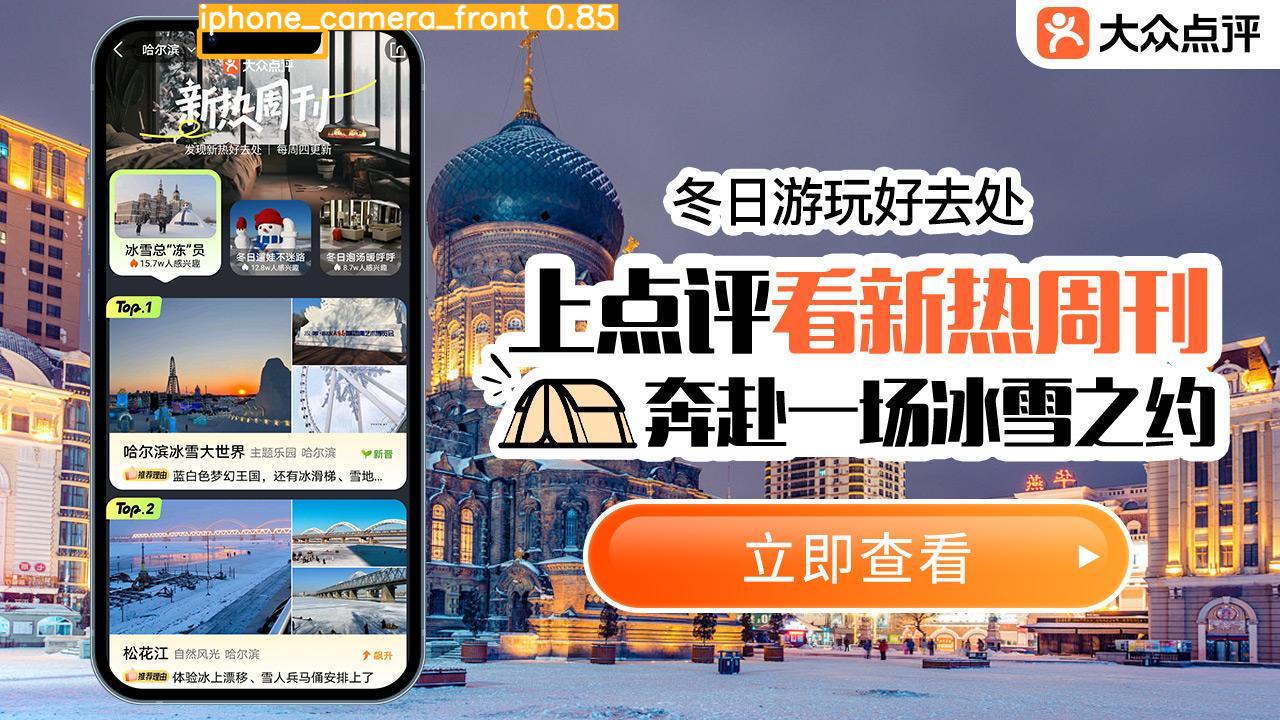 iphone_camera_front 0.85
大众点评
哈尔滨
大众点评
新热周刊
发现新热好去处 | 每周四更新
冰雪总“冻”员
15.7w人感兴趣
冬日遛娃不迷路
12.8w人感兴趣
冬日泡汤暖呼呼
8.7w人感兴趣
Top.1
哈尔滨冰雪大世界 主题乐园 哈尔滨 新晋
推荐理由 蓝白色梦幻王国，还有冰滑梯、雪地...
Top.2
松花江 自然风光 哈尔滨 飙升
推荐理由 体验冰上漂移、雪人兵马俑安排上了
冬日游玩好去处
上点评看新热周刊
奔赴一场冰雪之约
立即查看